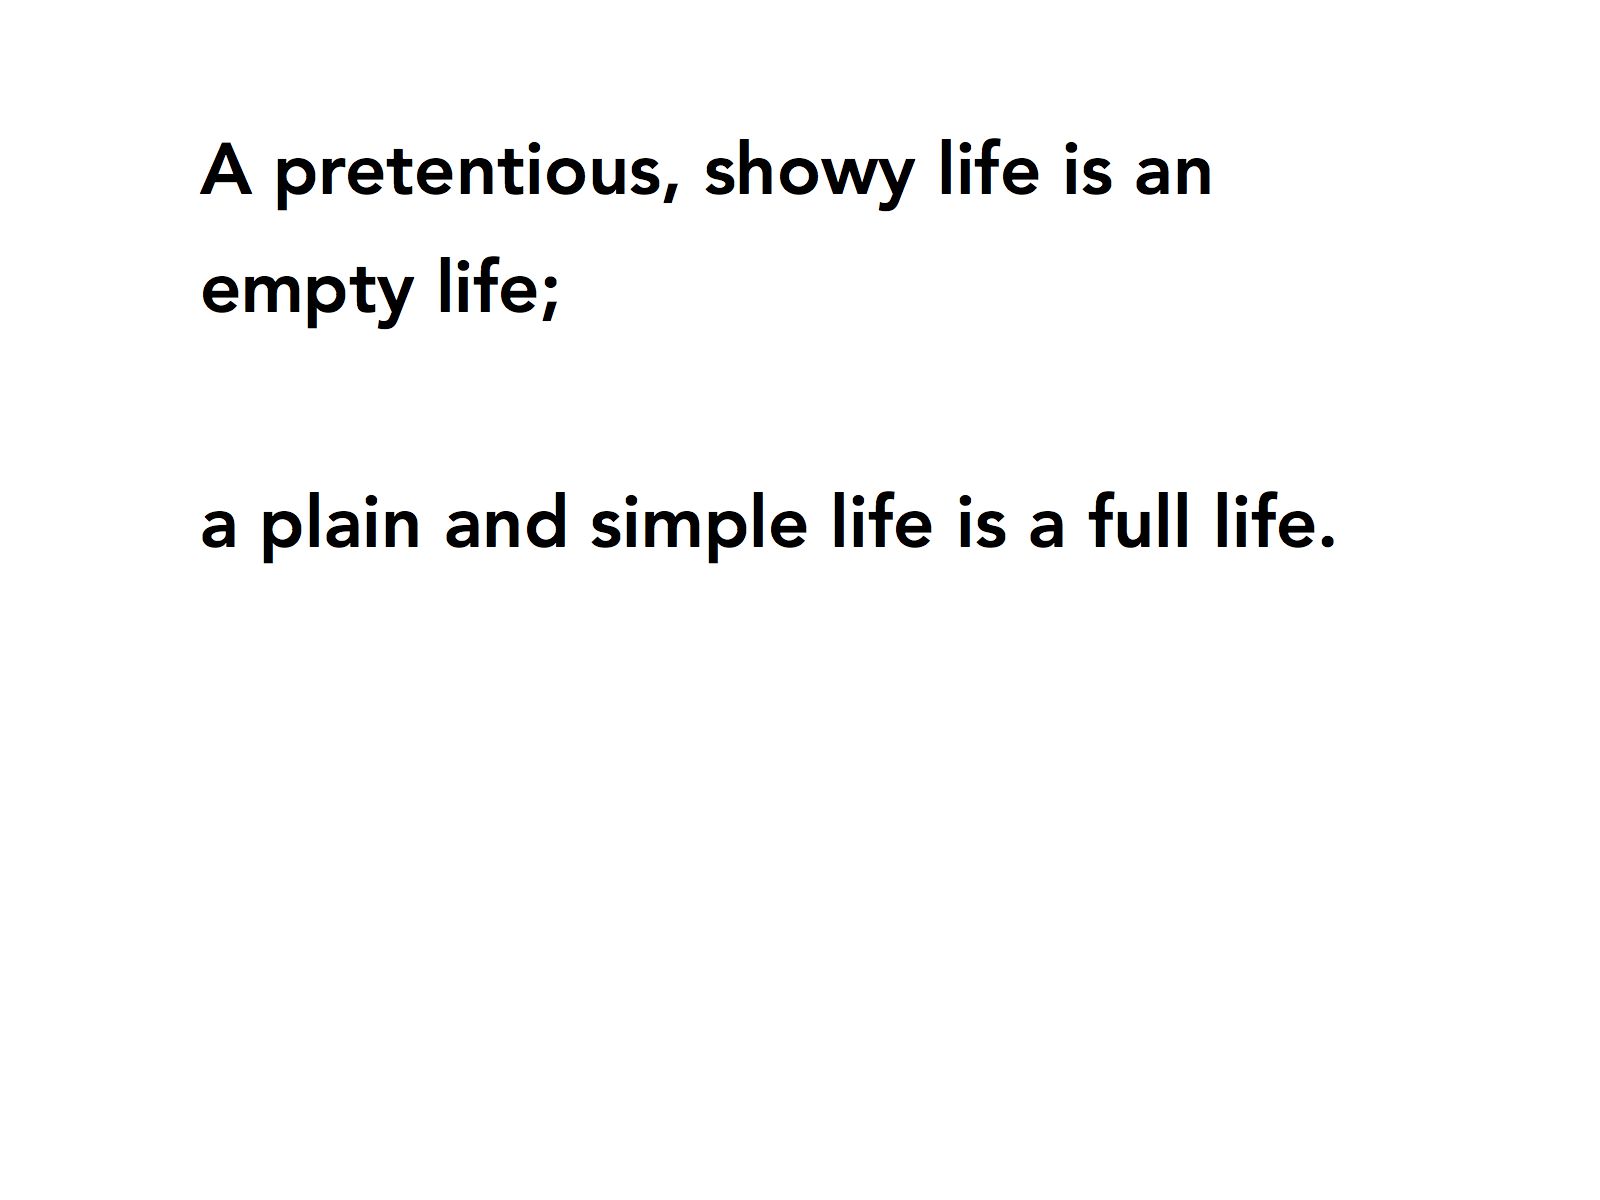 A pretentious, showy life is an
empty life;
a plain and simple life is a full life.